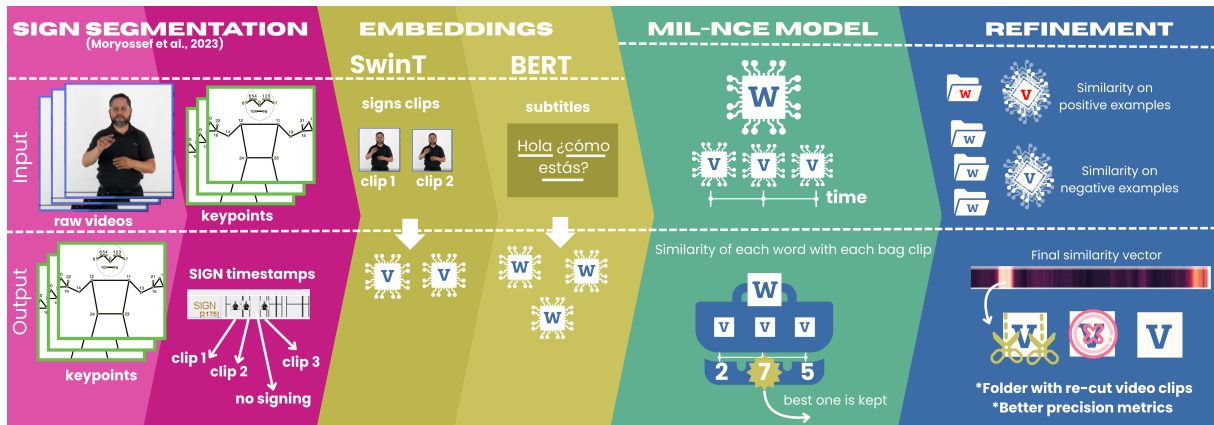 SIGN SEGMENTATION
(Moryossef et al., 2023)
EMBEDDINGS
MIL-NCE MODEL
REFINEMENT
SwinT
BERT
Input
raw videos
keypoints
signs clips
clip 1
clip 2
subtitles
Hola ¿cómo
estás?
W
V V V
time
W
V
Similarity on
positive examples
W
W
W
V
Similarity on
negative examples
Output
keypoints
SIGN timestamps
SIGN
[2175]
clip 1
clip 2
clip 3
no signing
V V
W W
W
Similarity of each word with each bag clip
W
V V V
2 7 5
best one is kept
Final similarity vector
V V V
*Folder with re-cut video clips
*Better precision metrics